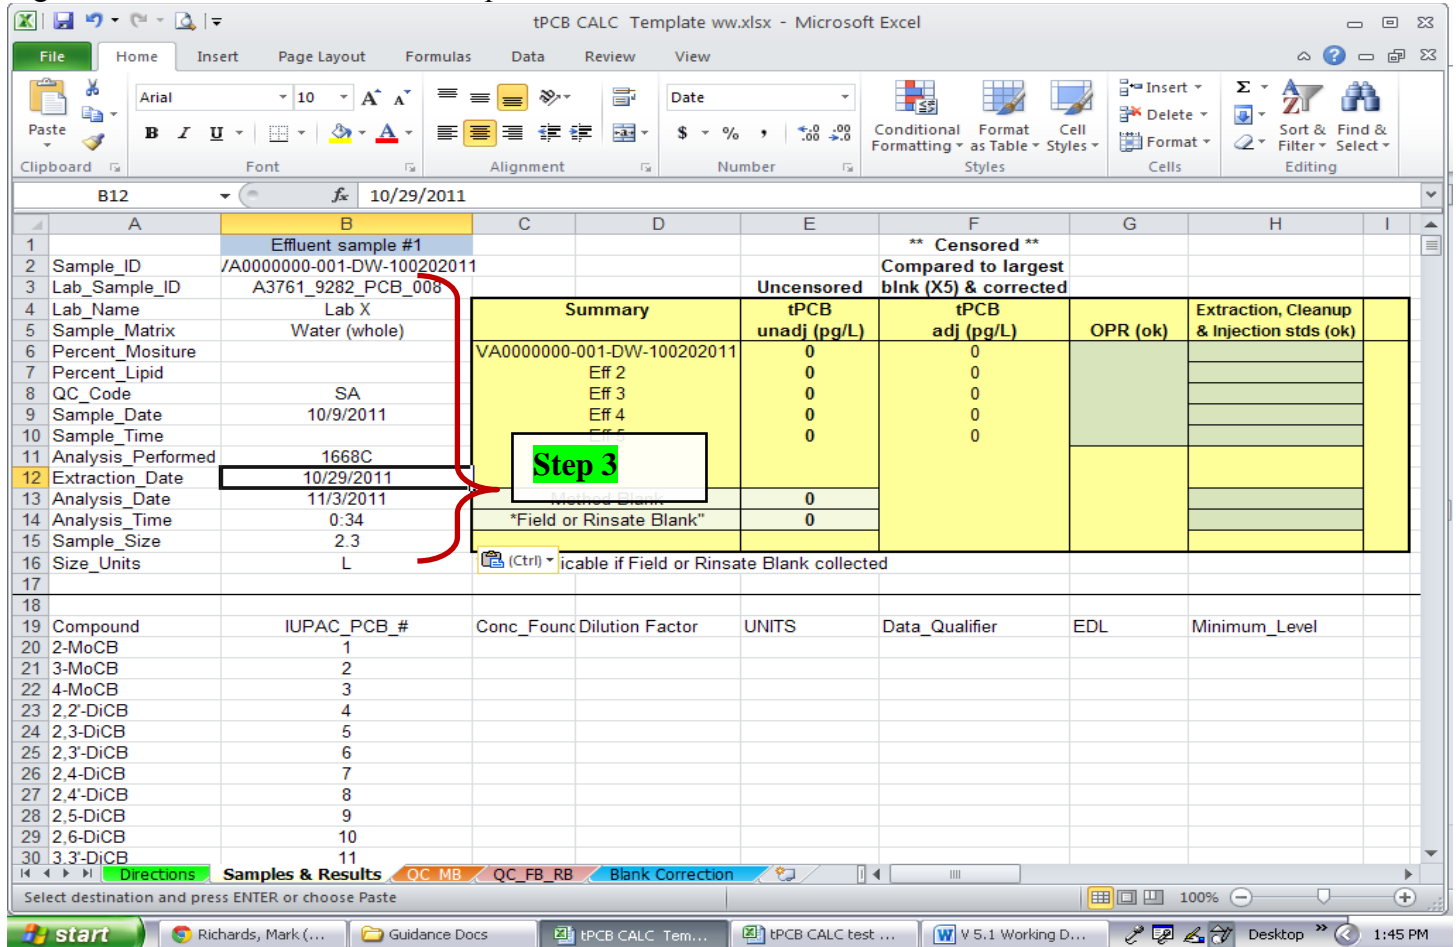 tPCB CALC Template ww.xlsx - Microsoft Excel
File Home Insert Page Layout Formulas Data Review View
Paste
Arial 10
Date
$ % ,
Conditional Formatting
Format as Table
Cell Styles
Insert
Delete
Format
Sort & Filter
Find & Select
Clipboard Font Alignment Number Styles Cells Editing
B12 fx 10/29/2011
A B C D E F G H I
1 Effluent sample #1 ** Censored **
2 Sample_ID /A0000000-001-DW-100202011 Compared to largest
3 Lab_Sample_ID A3761_9282_PCB_008 Uncensored blnk (X5) & corrected
4 Lab_Name Lab X Summary tPCB tPCB Extraction, Cleanup
5 Sample_Matrix Water (whole) unadj (pg/L) adj (pg/L) OPR (ok) & Injection stds (ok)
6 Percent_Mositure VA0000000-001-DW-100202011 0 0
7 Percent_Lipid Eff 2 0 0
8 QC_Code SA Eff 3 0 0
9 Sample_Date 10/9/2011 Eff 4 0 0
10 Sample_Time Eff 5 0 0
11 Analysis_Performed 1668C
Step 3
12 Extraction_Date 10/29/2011
13 Analysis_Date 11/3/2011 Method Blank 0
14 Analysis_Time 0:34 *Field or Rinsate Blank" 0
15 Sample_Size 2.3
16 Size_Units L (Ctrl) icable if Field or Rinsate Blank collected
17
18
19 Compound IUPAC_PCB_# Conc_Founc Dilution Factor UNITS Data_Qualifier EDL Minimum_Level
20 2-MoCB 1
21 3-MoCB 2
22 4-MoCB 3
23 2,2'-DiCB 4
24 2,3-DiCB 5
25 2,3'-DiCB 6
26 2,4-DiCB 7
27 2,4'-DiCB 8
28 2,5-DiCB 9
29 2,6-DiCB 10
30 3,3'-DiCB 11
Directions Samples & Results QC_MB QC_FB_RB Blank Correction
Select destination and press ENTER or choose Paste 100%
start Richards, Mark (... Guidance Docs tPCB CALC Tem... tPCB CALC test ... V 5.1 Working D... Desktop 1:45 PM